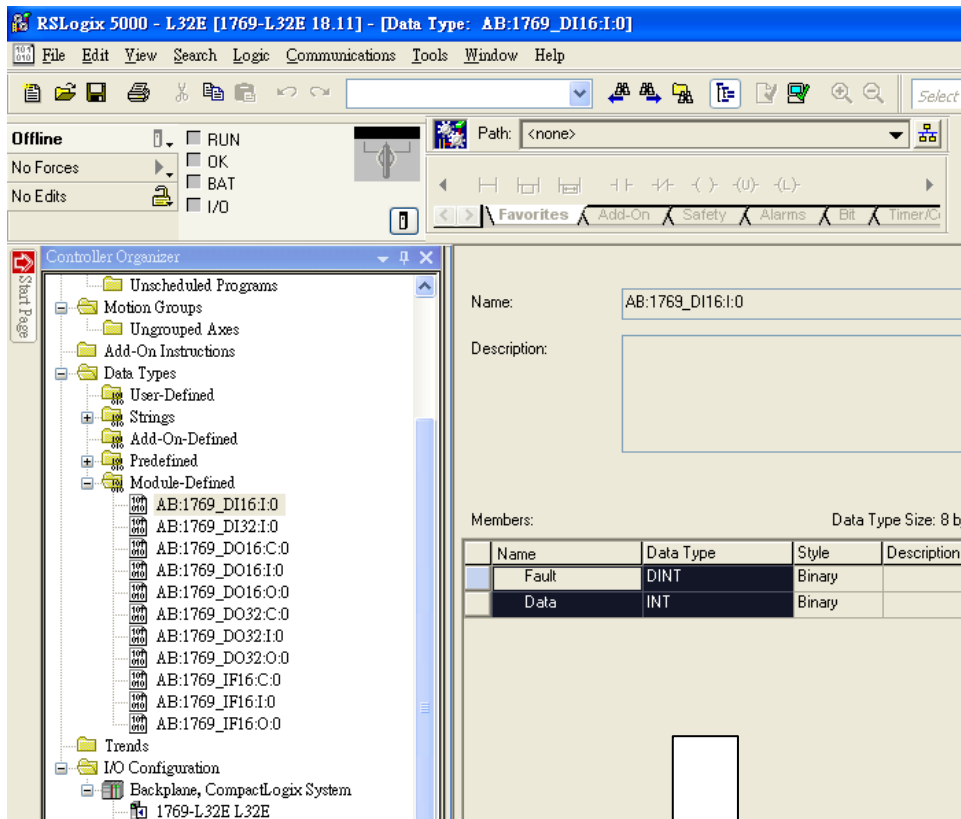 RSLogix 5000 - L32E [1769-L32E 18.11] - [Data Type: AB:1769_DI16:I:0]
File Edit View Search Logic Communications Tools Window Help
Select
Offline
RUN
No Forces
OK
No Edits
BAT
I/O
Path: <none>
Favorites Add-On Safety Alarms Bit Timer/C
Start Page
Controller Organizer
Unscheduled Programs
Motion Groups
Ungrouped Axes
Add-On Instructions
Data Types
User-Defined
Strings
Add-On-Defined
Predefined
Module-Defined
AB:1769_DI16:I:0
AB:1769_DI32:I:0
AB:1769_DO16:C:0
AB:1769_DO16:I:0
AB:1769_DO16:O:0
AB:1769_DO32:C:0
AB:1769_DO32:I:0
AB:1769_DO32:O:0
AB:1769_IF16:C:0
AB:1769_IF16:I:0
AB:1769_IF16:O:0
Trends
I/O Configuration
Backplane, CompactLogix System
1769-L32E L32E
Name: AB:1769_DI16:I:0
Description:
Members: Data Type Size: 8 b
Name Data Type Style Description
Fault DINT Binary
Data INT Binary